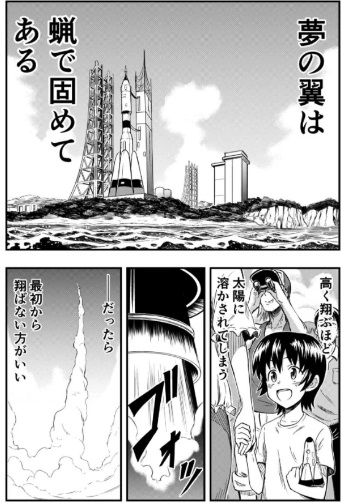 夢の翼は
蝋で固めて
ある
高く翔ぶほど
太陽に
溶かされてしまう
ゴオッ
──だったら
最初から
翔ばない方がいい